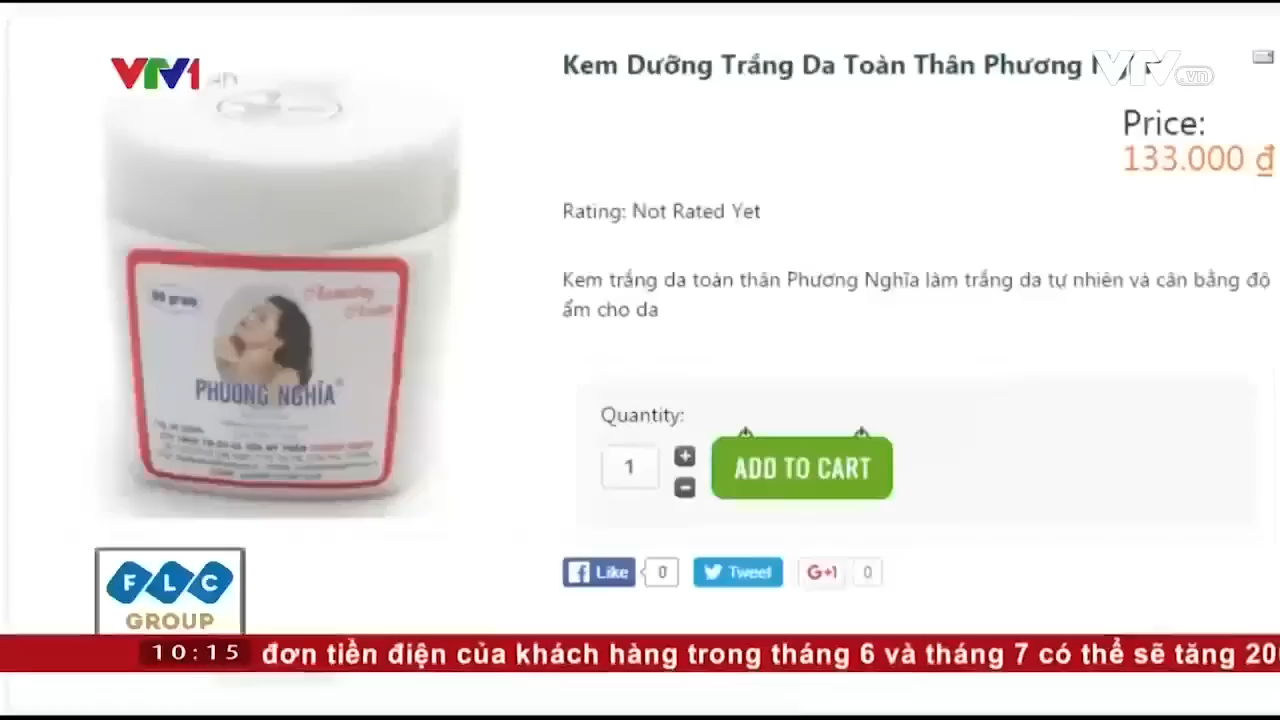 VTV1
Kem Dưỡng Trắng Da Toàn Thân Phương
VTV.vn
Price:
133.000 ₫
Rating: Not Rated Yet
Kem trắng da toàn thân Phương Nghĩa làm trắng da tự nhiên và cân bằng độ
ẩm cho da
PHUONG NGHĨA®
Quantity:
1
ADD TO CART
Like 0 Tweet G+1 0
FLC
GROUP
10:15 đơn tiền điện của khách hàng trong tháng 6 và tháng 7 có thể sẽ tăng 20